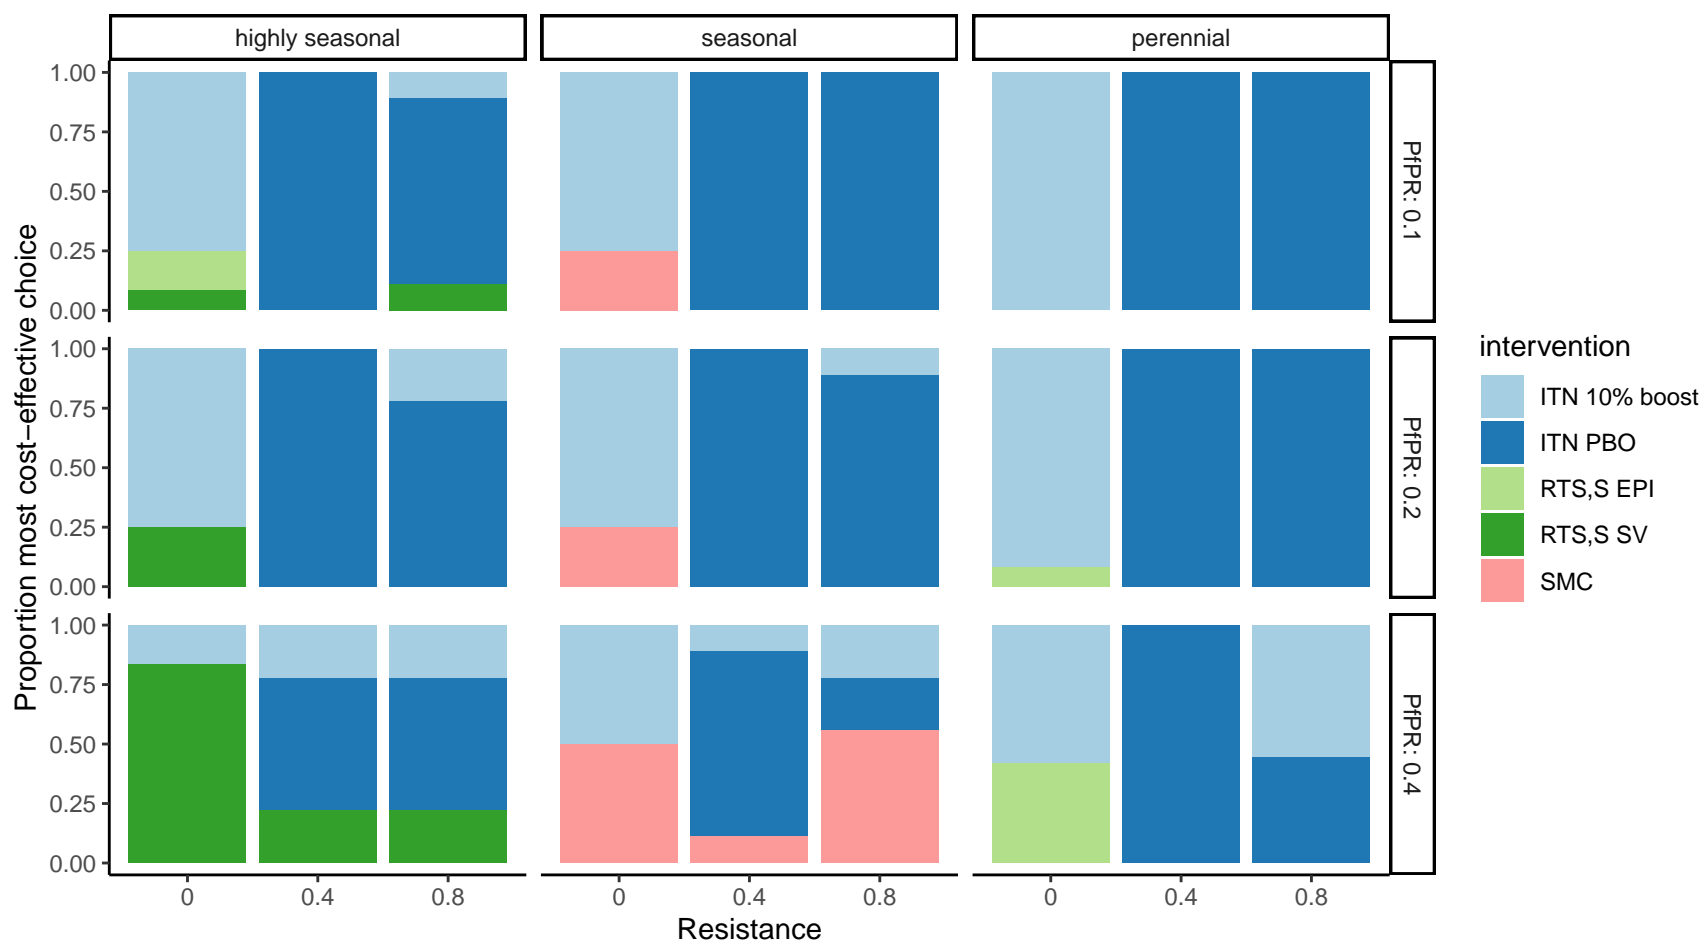 highly seasonal
seasonal
perennial
Proportion most cost−effective choice
1.00
0.75
0.50
0.25
0.00
PfPR: 0.1
1.00
0.75
0.50
0.25
0.00
PfPR: 0.2
1.00
0.75
0.50
0.25
0.00
PfPR: 0.4
0
0.4
0.8
0
0.4
0.8
0
0.4
0.8
Resistance
intervention
ITN 10% boost
ITN PBO
RTS,S EPI
RTS,S SV
SMC